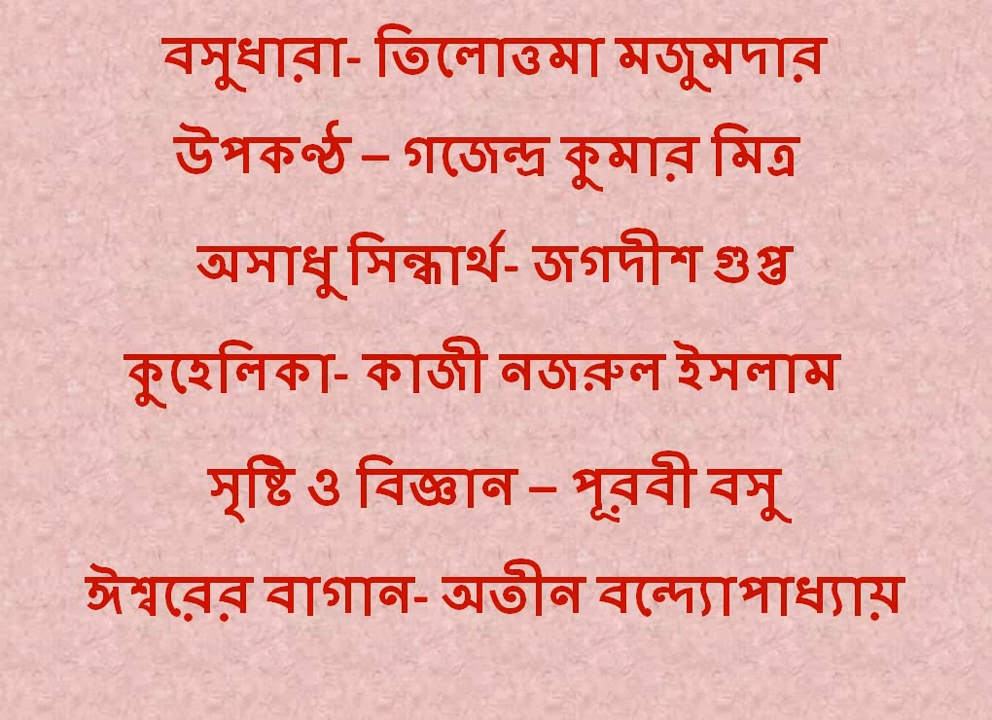 বসুধারা- তিলোত্তমা মজুমদার
উপকণ্ঠ – গজেন্দ্র কুমার মিত্র
অসাধু সিন্ধার্থ- জগদীশ গুপ্ত
কুহেলিকা- কাজী নজরুল ইসলাম
সৃষ্টি ও বিজ্ঞান – পূরবী বসু
ঈশ্বরের বাগান- অতীন বন্দ্যোপাধ্যায়